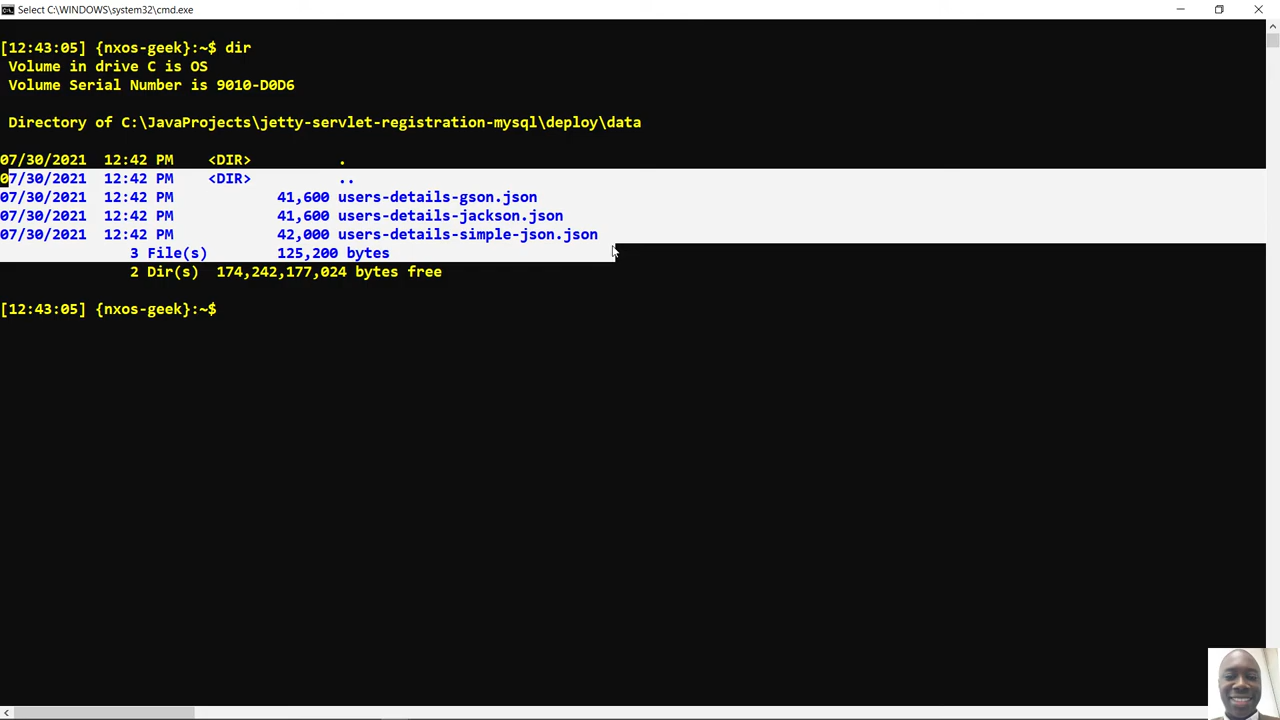 Select C:\WINDOWS\system32\cmd.exe
[12:43:05] {nxos-geek}:~$ dir
Volume in drive C is OS
Volume Serial Number is 9010-D0D6
Directory of C:\JavaProjects\jetty-servlet-registration-mysql\deploy\data
07/30/2021 12:42 PM <DIR> .
07/30/2021 12:42 PM <DIR> ..
07/30/2021 12:42 PM 41,600 users-details-gson.json
07/30/2021 12:42 PM 41,600 users-details-jackson.json
07/30/2021 12:42 PM 42,000 users-details-simple-json.json
3 File(s) 125,200 bytes
2 Dir(s) 174,242,177,024 bytes free
[12:43:05] {nxos-geek}:~$